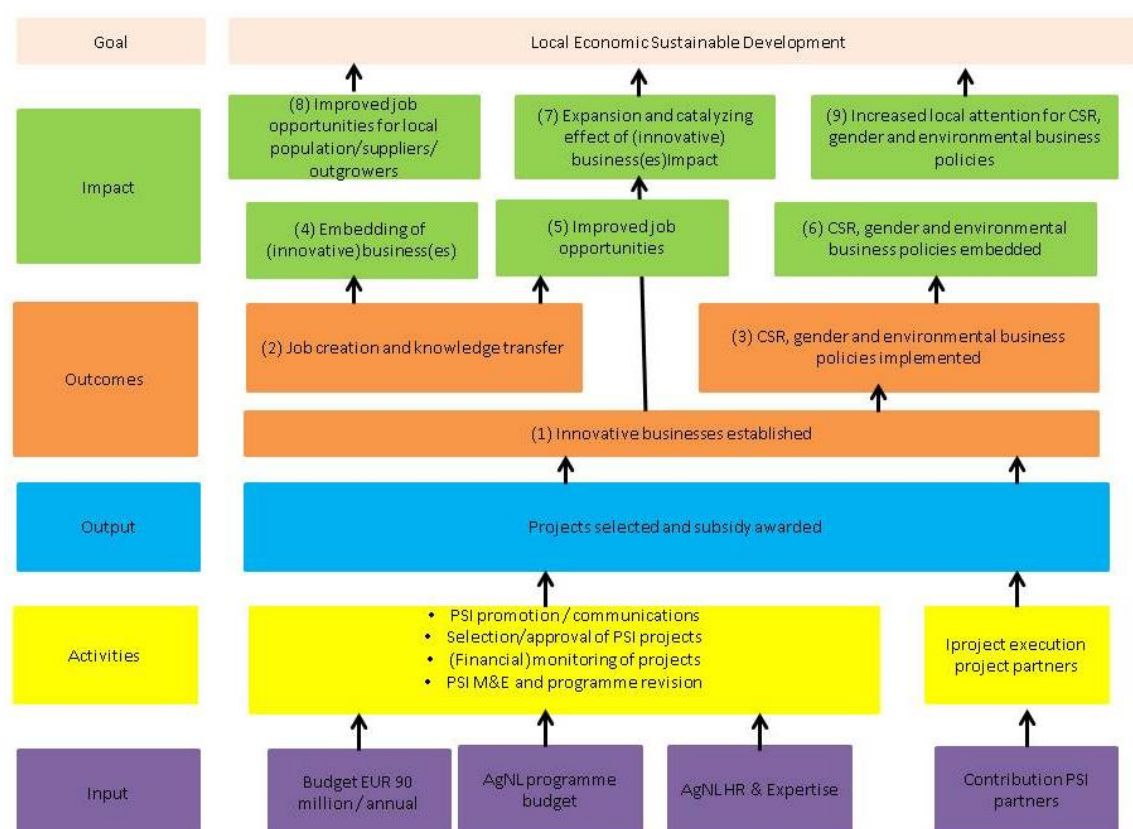 Goal
Local Economic Sustainable Development
Impact
(8) Improved job
opportunities for local
population/suppliers/
outgrowers
(7) Expansion and catalyzing
effect of (innovative)
business(es)Impact
(9) Increased local attention for CSR,
gender and environmental business
policies
(4) Embedding of
(innovative) business(es)
(5) Improved job
opportunities
(6) CSR, gender and environmental
business policies embedded
Outcomes
(2) Job creation and knowledge transfer
(3) CSR, gender and environmental business
policies implemented
(1) Innovative businesses established
Output
Projects selected and subsidy awarded
Activities
• PSI promotion / communications
• Selection/approval of PSI projects
• (Financial) monitoring of projects
• PSI M&E and programme revision
Iproject execution
project partners
Input
Budget EUR 90
million / annual
AgNL programme
budget
AgNL HR & Expertise
Contribution PSI
partners